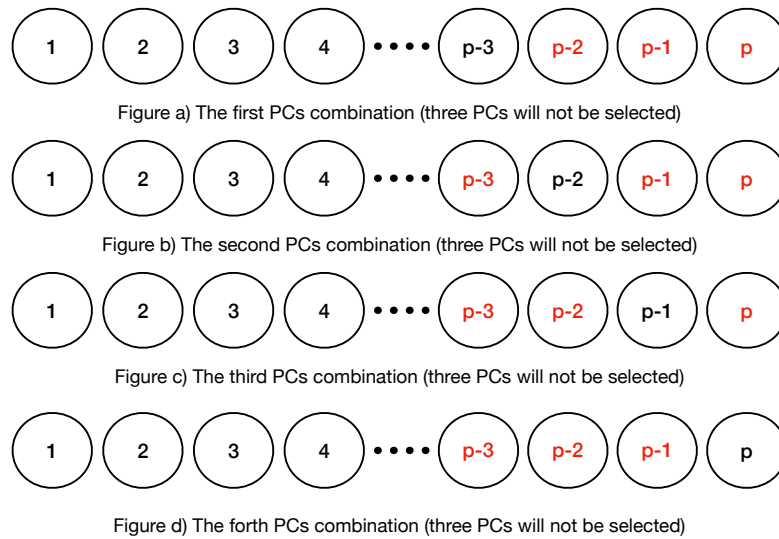 1 2 3 4 •••• p-3 p-2 p-1 p
Figure a) The first PCs combination (three PCs will not be selected)
1 2 3 4 •••• p-3 p-2 p-1 p
Figure b) The second PCs combination (three PCs will not be selected)
1 2 3 4 •••• p-3 p-2 p-1 p
Figure c) The third PCs combination (three PCs will not be selected)
1 2 3 4 •••• p-3 p-2 p-1 p
Figure d) The forth PCs combination (three PCs will not be selected)